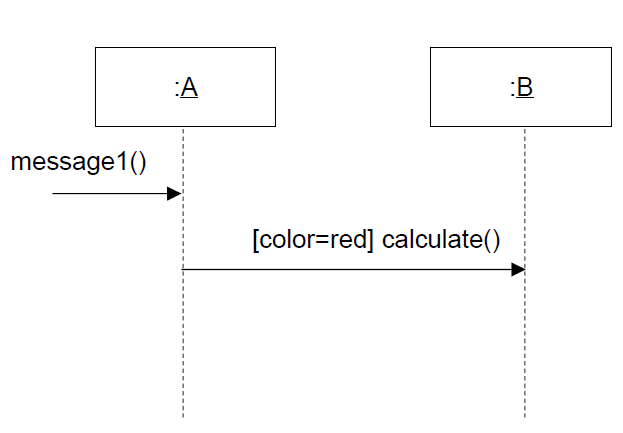 :A
:B
message1()
[color=red] calculate()